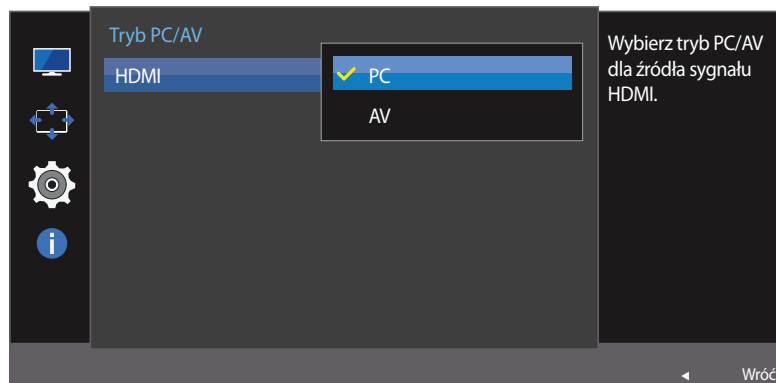 Tryb PC/AV
HDMI
PC
AV
Wybierz tryb PC/AV
dla źródła sygnału
HDMI.
Wróć